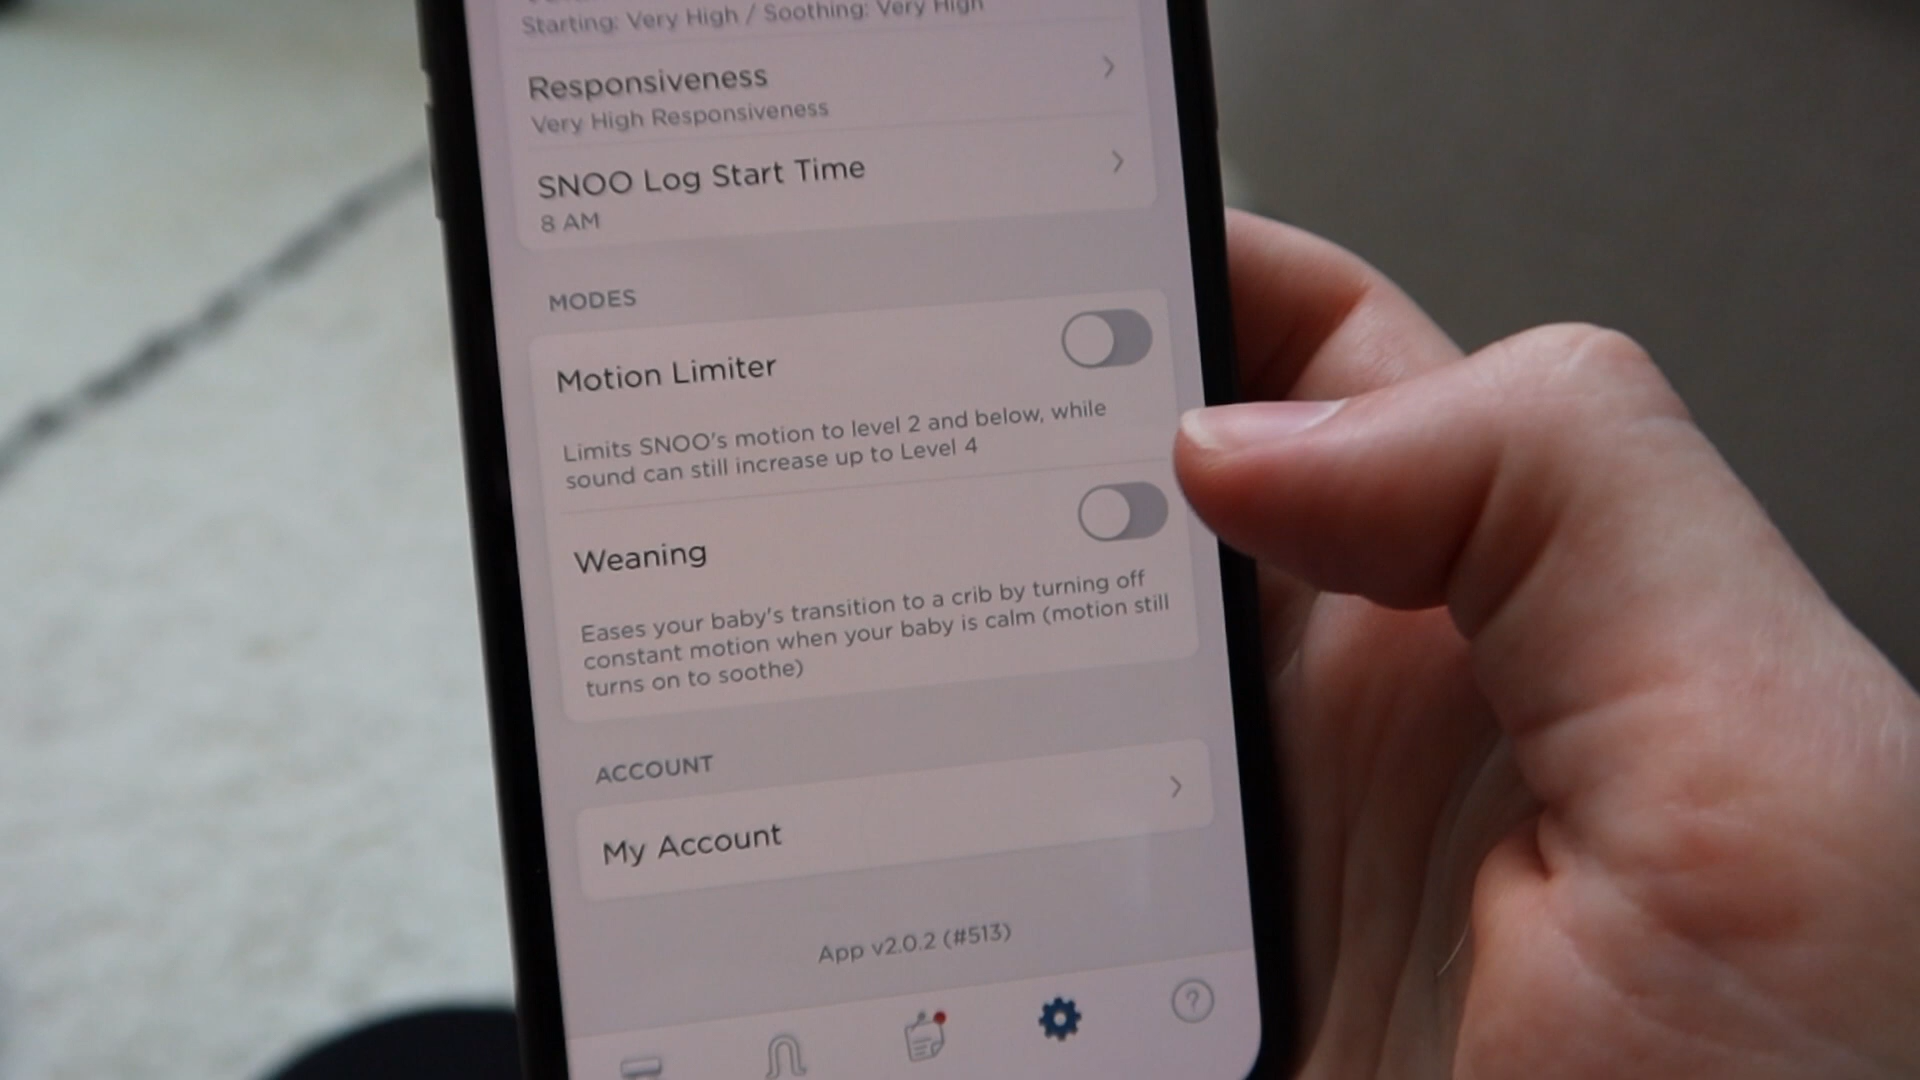 Starting: Very High / Soothing: Very High
Responsiveness
Very High Responsiveness
SNOO Log Start Time
8 AM
MODES
Motion Limiter
Limits SNOO's motion to level 2 and below, while
sound can still increase up to Level 4
Weaning
Eases your baby's transition to a crib by turning off
constant motion when your baby is calm (motion still
turns on to soothe)
ACCOUNT
My Account
App v2.0.2 (#513)
?